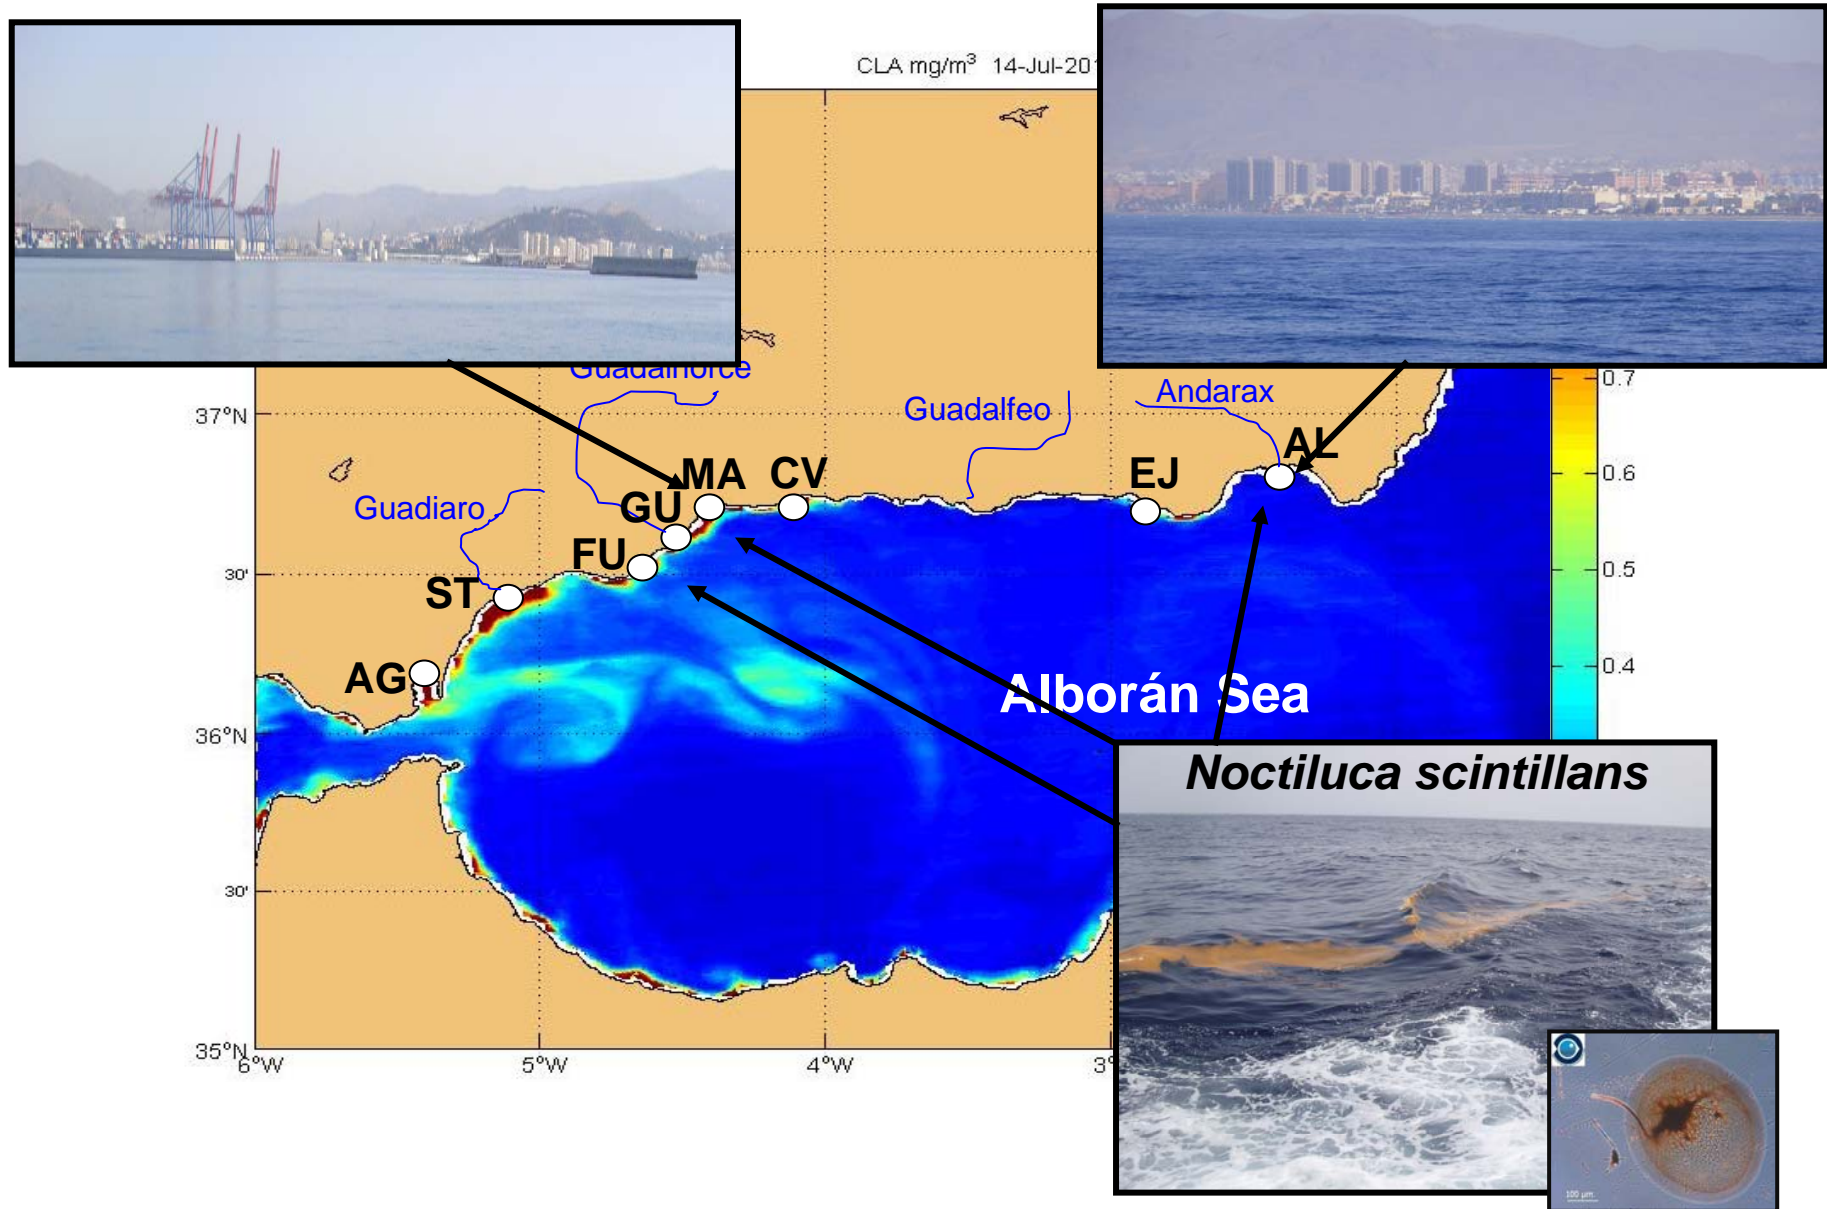 CLA mg/m³ 14-Jul-201
Guadalhorce
0.7
37°N
Guadalfeo
Andarax
AL
MA
CV
EJ
0.6
Guadiaro
GU
FU
30'
0.5
ST
AG
0.4
Alborán Sea
36°N
Noctiluca scintillans
30'
35°N
6°W
5°W
4°W
3°
100 µm